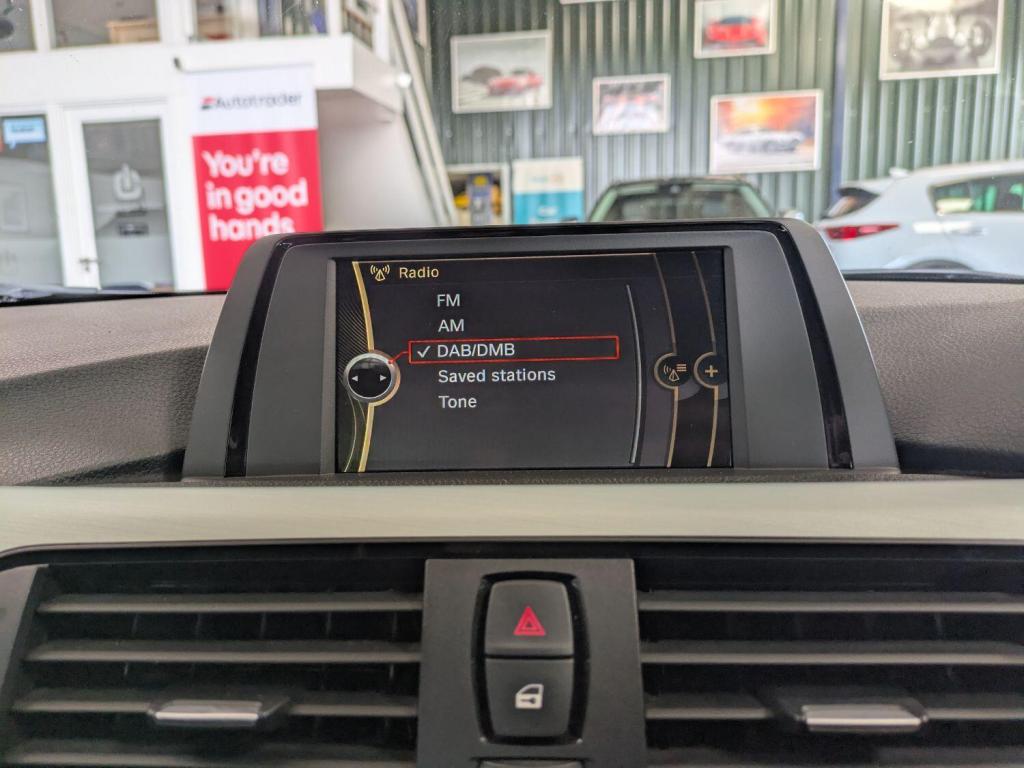 Autotrader
You're
in good
hands
Radio
FM
AM
DAB/DMB
Saved stations
Tone